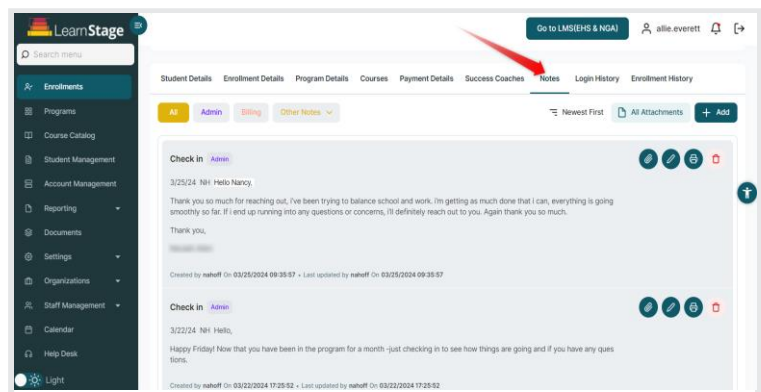 LearnStage
Go to LMS(EHS & NGA)
allie.everett
Search menu
Enrollments
Programs
Course Catalog
Student Management
Account Management
Reporting
Documents
Settings
Organizations
Staff Management
Calendar
Help Desk
Light
Student Details Enrollment Details Program Details Courses Payment Details Success Coaches Notes Login History Enrollment History
All Admin Billing Other Notes Newest First All Attachments + Add
Check in Admin
3/25/24 NH Hello Nancy,
Thank you so much for reaching out, i've been trying to balance school and work. i'm getting as much done that i can, everything is going
smoothly so far. If i end up running into any questions or concerns, i'll definitely reach out to you. Again thank you so much.
Thank you,
Created by nahoff On 03/25/2024 09:35:57 • Last updated by nahoff On 03/25/2024 09:35:57
Check in Admin
3/22/24 NH Hello,
Happy Friday! Now that you have been in the program for a month -just checking in to see how things are going and if you have any ques
tions.
Created by nahoff On 03/22/2024 17:25:52 • Last updated by nahoff On 03/22/2024 17:25:52